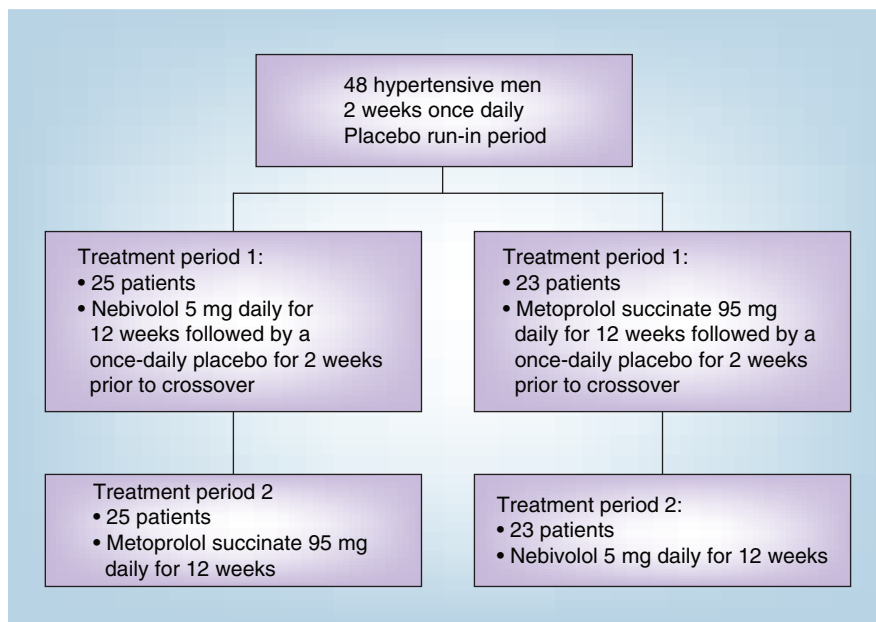 48 hypertensive men
2 weeks once daily
Placebo run-in period
Treatment period 1:
• 25 patients
• Nebivolol 5 mg daily for
12 weeks followed by a
once-daily placebo for 2 weeks
prior to crossover
Treatment period 1:
• 23 patients
• Metoprolol succinate 95 mg
daily for 12 weeks followed by a
once-daily placebo for 2 weeks
prior to crossover
Treatment period 2
• 25 patients
• Metoprolol succinate 95 mg
daily for 12 weeks
Treatment period 2:
• 23 patients
• Nebivolol 5 mg daily for 12 weeks